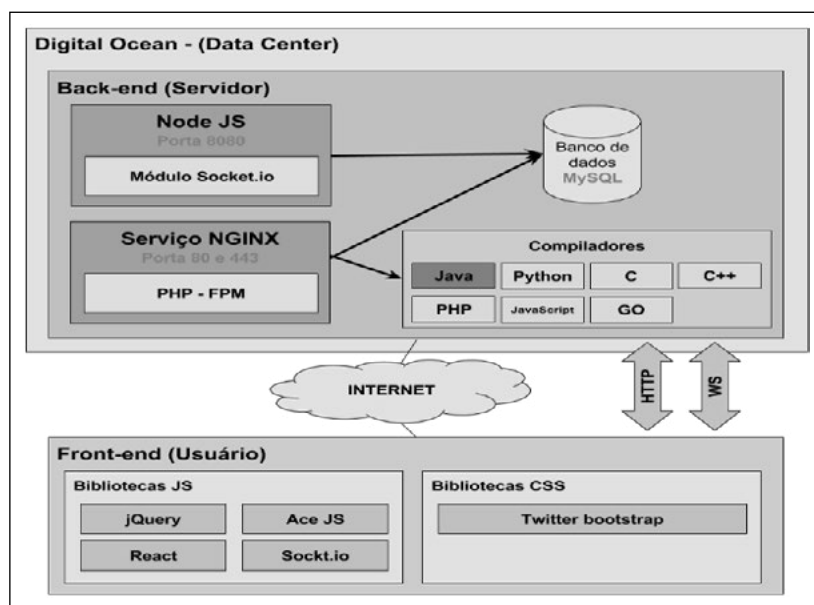 Digital Ocean - (Data Center)
Back-end (Servidor)
Node JS
Porta 8080
Módulo Socket.io
Banco de
dados
MySQL
Serviço NGINX
Porta 80 e 443
PHP - FPM
Compiladores
Java
Python
C
C++
PHP
JavaScript
GO
INTERNET
HTTP
WS
Front-end (Usuário)
Bibliotecas JS
jQuery
Ace JS
React
Sockt.io
Bibliotecas CSS
Twitter bootstrap